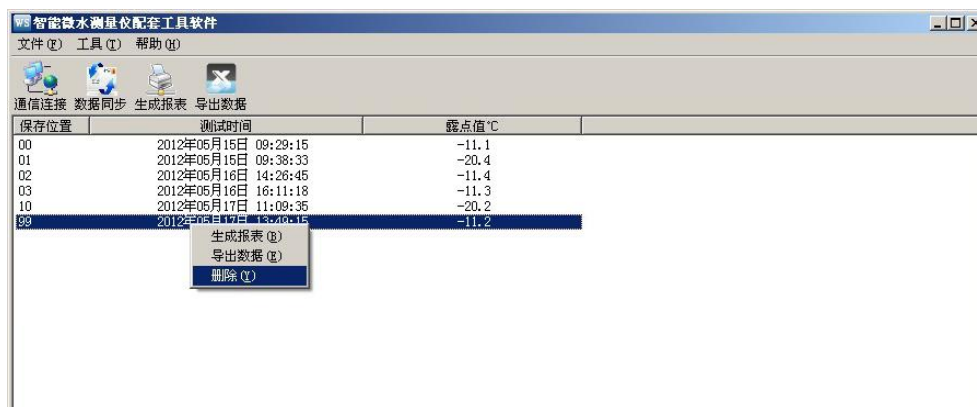 WS 智能微水测量仪配套工具软件
文件(F) 工具(T) 帮助(H)
通信连接 数据同步 生成报表 导出数据
保存位置 测试时间 露点值℃
00 2012年05月15日 09:29:15 -11.1
01 2012年05月15日 09:38:33 -20.4
02 2012年05月16日 14:26:45 -11.4
03 2012年05月16日 16:11:18 -11.3
10 2012年05月17日 11:09:35 -20.2
99 2012年05月17日 13:49:15 -11.2
生成报表(R)
导出数据(E)
删除(Y)